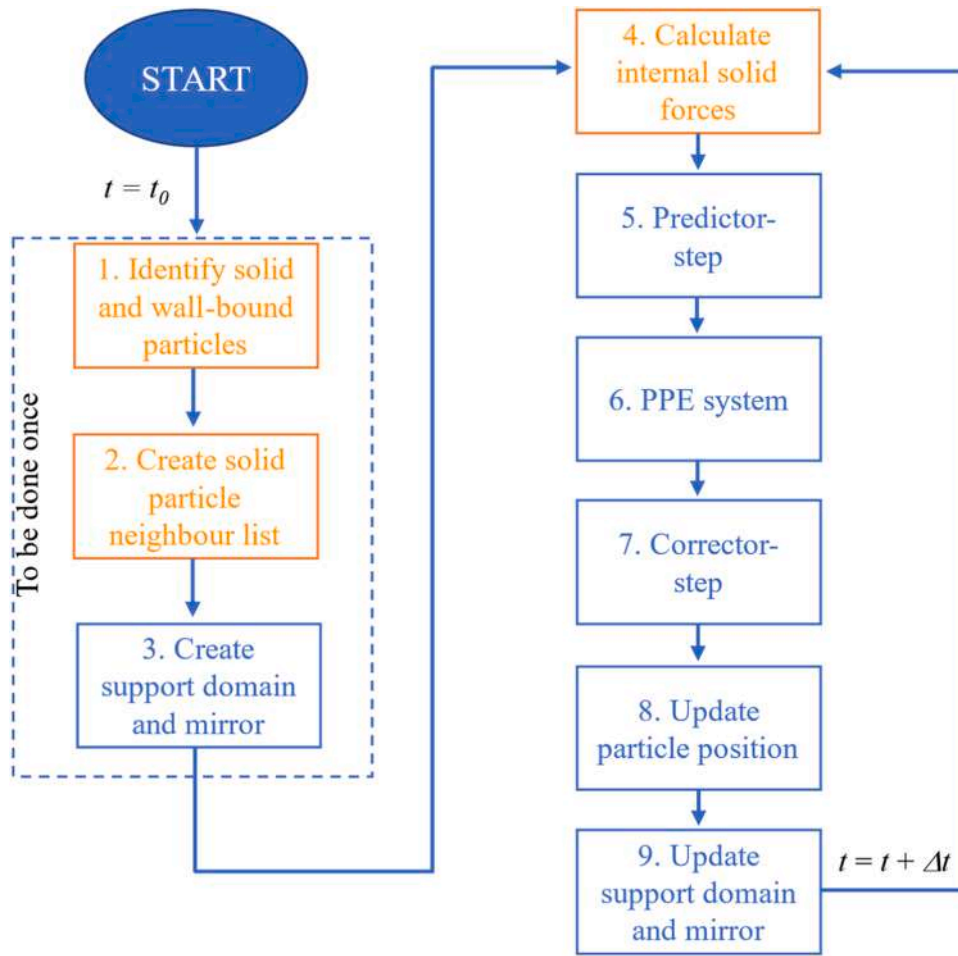 START
t = t0
To be done once
1. Identify solid
and wall-bound
particles
2. Create solid
particle
neighbour list
3. Create
support domain
and mirror
4. Calculate
internal solid
forces
5. Predictor-
step
6. PPE system
7. Corrector-
step
8. Update
particle position
9. Update
support domain
and mirror
t = t + Δt